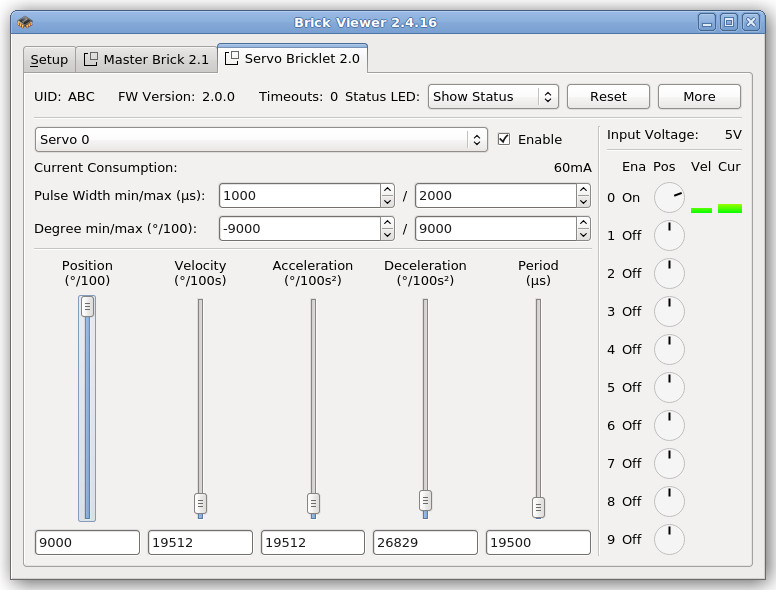 Brick Viewer 2.4.16
Setup Master Brick 2.1 Servo Bricklet 2.0
UID: ABC FW Version: 2.0.0 Timeouts: 0 Status LED: Show Status Reset More
Servo 0 Enable
Current Consumption: 60mA
Pulse Width min/max (µs): 1000 / 2000
Degree min/max (°/100): -9000 / 9000
Position Velocity Acceleration Deceleration Period
(°/100) (°/100s) (°/100s²) (°/100s²) (µs)
9000 19512 19512 26829 19500
Input Voltage: 5V
Ena Pos Vel Cur
0 On
1 Off
2 Off
3 Off
4 Off
5 Off
6 Off
7 Off
8 Off
9 Off